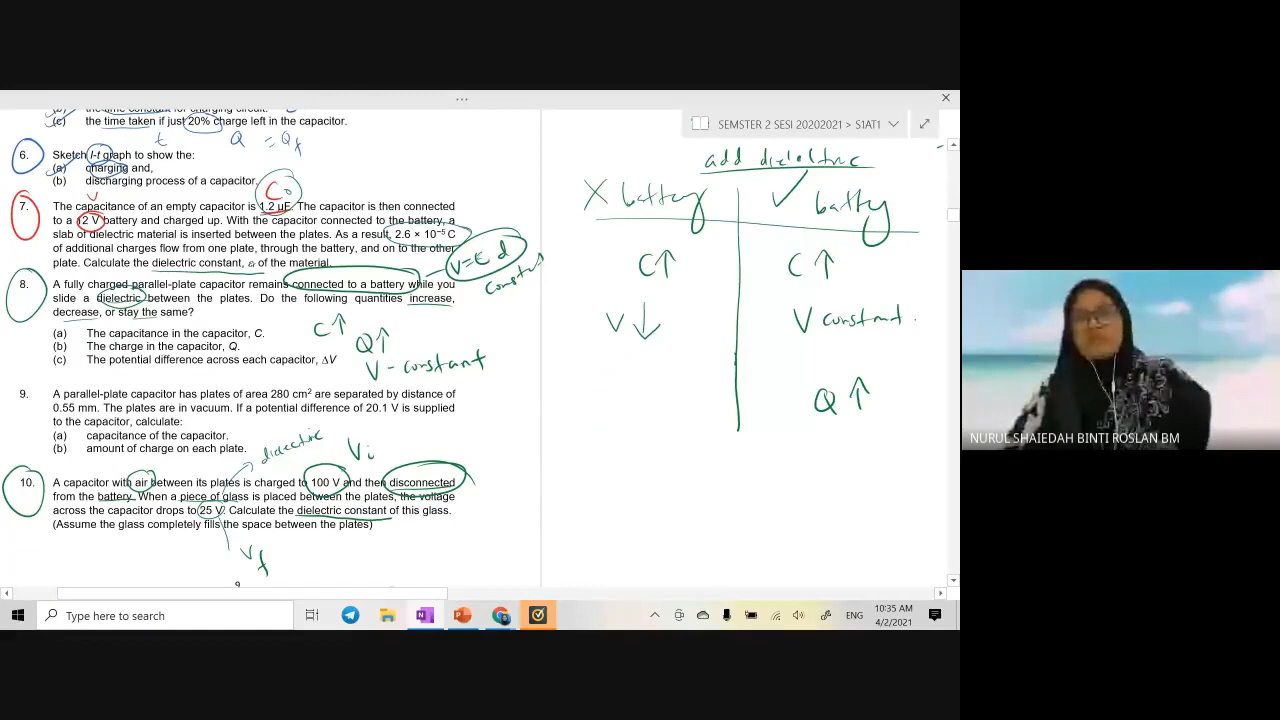 (b) the time constant for charging circuit.
(c) the time taken if just 20% charge left in the capacitor.
t Q = Qf
6. Sketch I-t graph to show the:
(a) charging and,
(b) discharging process of a capacitor.
C0
7. The capacitance of an empty capacitor is 1.2 µF. The capacitor is then connected
to a 12 V battery and charged up. With the capacitor connected to the battery, a
slab of dielectric material is inserted between the plates. As a result, 2.6 × 10⁻⁵ C
of additional charges flow from one plate, through the battery, and on to the other
plate. Calculate the dielectric constant, εr of the material.
V = E d
constant
8. A fully charged parallel-plate capacitor remains connected to a battery while you
slide a dielectric between the plates. Do the following quantities increase,
decrease, or stay the same?
(a) The capacitance in the capacitor, C.
(b) The charge in the capacitor, Q.
(c) The potential difference across each capacitor, ΔV
C↑
Q↑
V - constant
9. A parallel-plate capacitor has plates of area 280 cm² are separated by distance of
0.55 mm. The plates are in vacuum. If a potential difference of 20.1 V is supplied
to the capacitor, calculate:
(a) capacitance of the capacitor.
(b) amount of charge on each plate.
dielectric
Vi
10. A capacitor with air between its plates is charged to 100 V and then disconnected
from the battery. When a piece of glass is placed between the plates, the voltage
across the capacitor drops to 25 V. Calculate the dielectric constant of this glass.
(Assume the glass completely fills the space between the plates)
Vf
9
SEMSTER 2 SESI 20202021 > S1AT1
add dielectric
X battery
✓ battery
C↑
C↑
V↓
V constant.
Q↑
NURUL SHAIEDAH BINTI ROSLAN BM
Type here to search
ENG
10:35 AM
4/2/2021